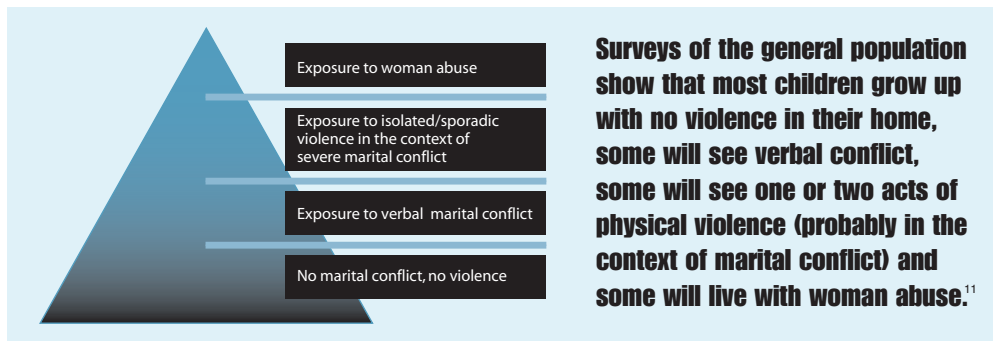 Exposure to woman abuse
Exposure to isolated/sporadic
violence in the context of
severe marital conflict
Exposure to verbal marital conflict
No marital conflict, no violence
Surveys of the general population
show that most children grow up
with no violence in their home,
some will see verbal conflict,
some will see one or two acts of
physical violence (probably in the
context of marital conflict) and
some will live with woman abuse.11